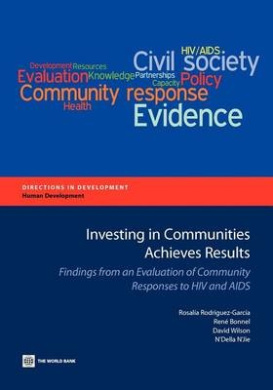 HIV/AIDS
Civil society
Development Resources
Evaluation Knowledge Partnerships Policy
Capacity
Community response
Health
Evidence
DIRECTIONS IN DEVELOPMENT
Human Development
Investing in Communities
Achieves Results
Findings from an Evaluation of Community
Responses to HIV and AIDS
Rosalía Rodriguez-García
René Bonnel
David Wilson
N'Della N'Jie
THE WORLD BANK